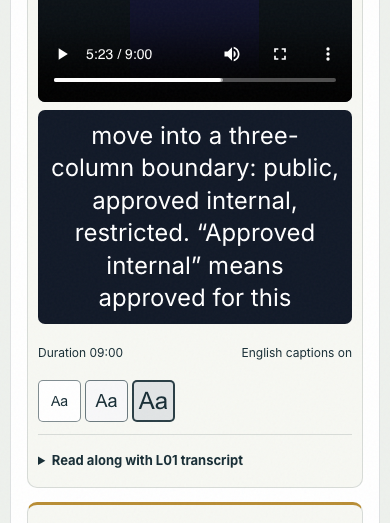 5:23 / 9:00
move into a three-
column boundary: public,
approved internal,
restricted. “Approved
internal” means
approved for this
Duration 09:00 English captions on
Aa Aa Aa
Read along with L01 transcript